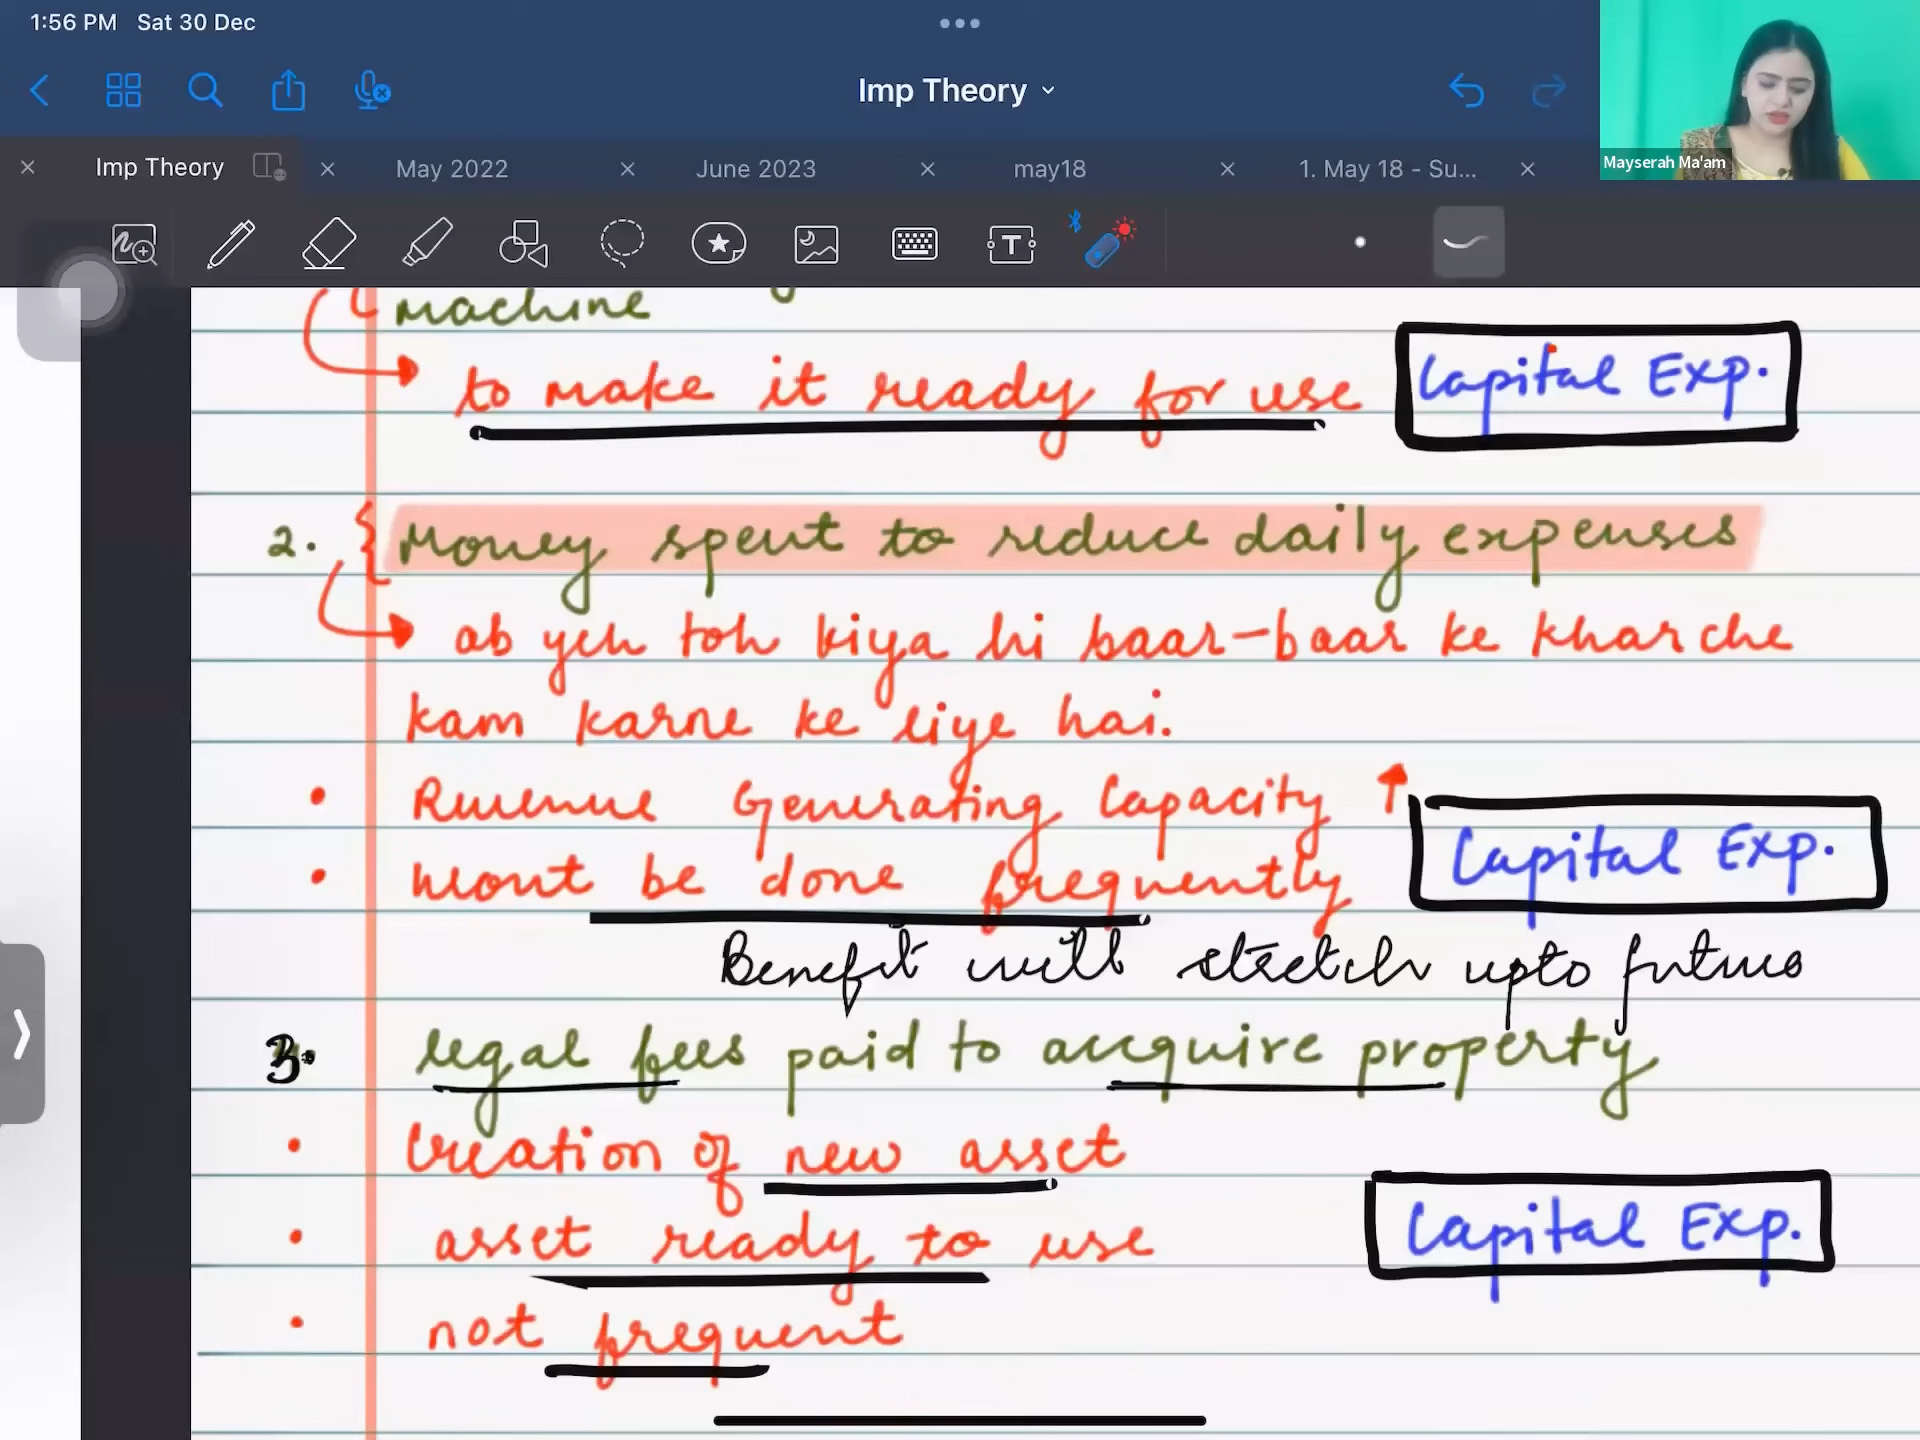 1:56 PM Sat 30 Dec
Imp Theory
Mayserah Ma'am
Imp Theory May 2022 June 2023 may18 1. May 18 - Su...
machine
to make it ready for use Capital Exp.
2. Money spent to reduce daily expenses
ab yeh toh kiya hi baar-baar ke kharche
kam karne ke liye hai.
• Revenue Generating Capacity ↑
• wont be done frequently Capital Exp.
Benefit will stretch upto future
3. legal fees paid to accquire property
• Creation of new asset
• asset ready to use Capital Exp.
• not frequent